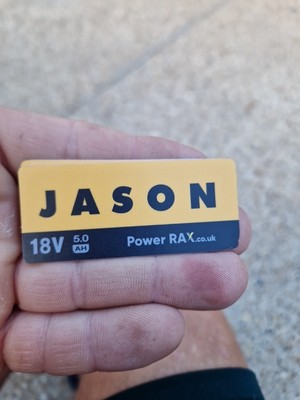 JASON
18V 5.0 AH Power RAX.co.uk